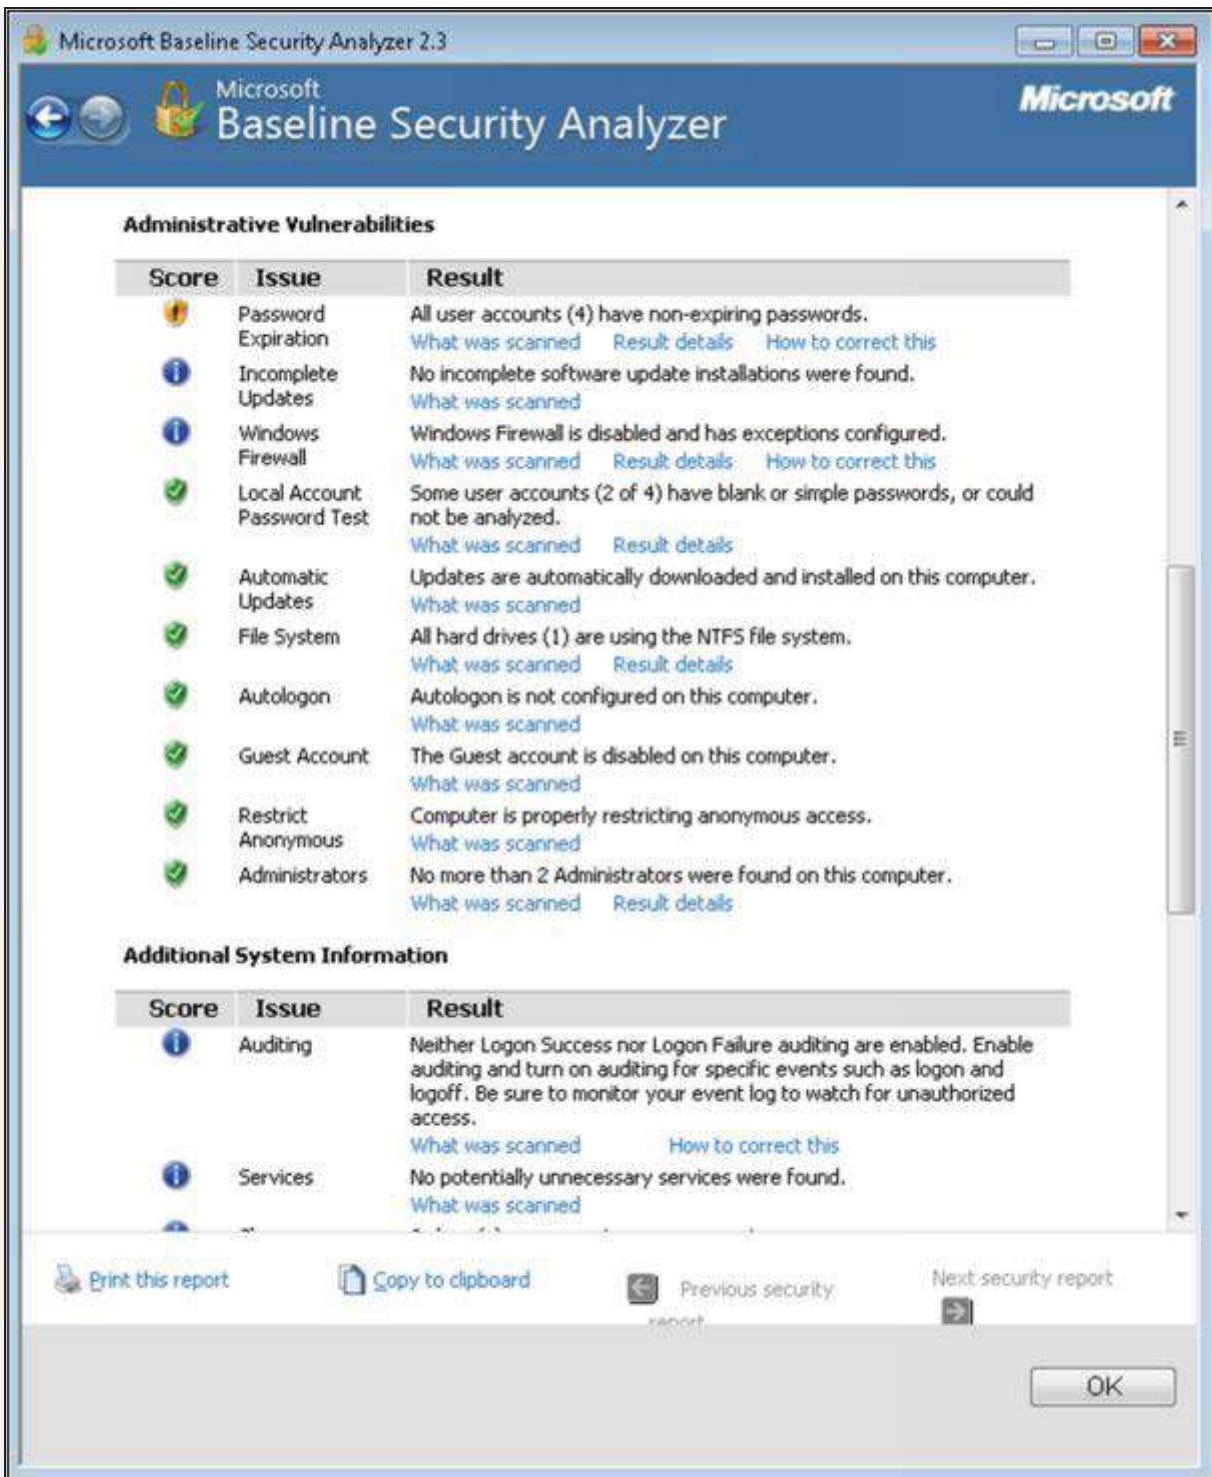 Microsoft Baseline Security Analyzer 2.3
Microsoft
Baseline Security Analyzer
Microsoft
Administrative Vulnerabilities
Score Issue Result
Password Expiration
All user accounts (4) have non-expiring passwords.
What was scanned Result details How to correct this
Incomplete Updates
No incomplete software update installations were found.
What was scanned
Windows Firewall
Windows Firewall is disabled and has exceptions configured.
What was scanned Result details How to correct this
Local Account Password Test
Some user accounts (2 of 4) have blank or simple passwords, or could
not be analyzed.
What was scanned Result details
Automatic Updates
Updates are automatically downloaded and installed on this computer.
What was scanned
File System
All hard drives (1) are using the NTFS file system.
What was scanned Result details
Autologon
Autologon is not configured on this computer.
What was scanned
Guest Account
The Guest account is disabled on this computer.
What was scanned
Restrict Anonymous
Computer is properly restricting anonymous access.
What was scanned
Administrators
No more than 2 Administrators were found on this computer.
What was scanned Result details
Additional System Information
Score Issue Result
Auditing
Neither Logon Success nor Logon Failure auditing are enabled. Enable
auditing and turn on auditing for specific events such as logon and
logoff. Be sure to monitor your event log to watch for unauthorized
access.
What was scanned How to correct this
Services
No potentially unnecessary services were found.
What was scanned
Print this report
Copy to clipboard
Previous security
report
Next security report
OK